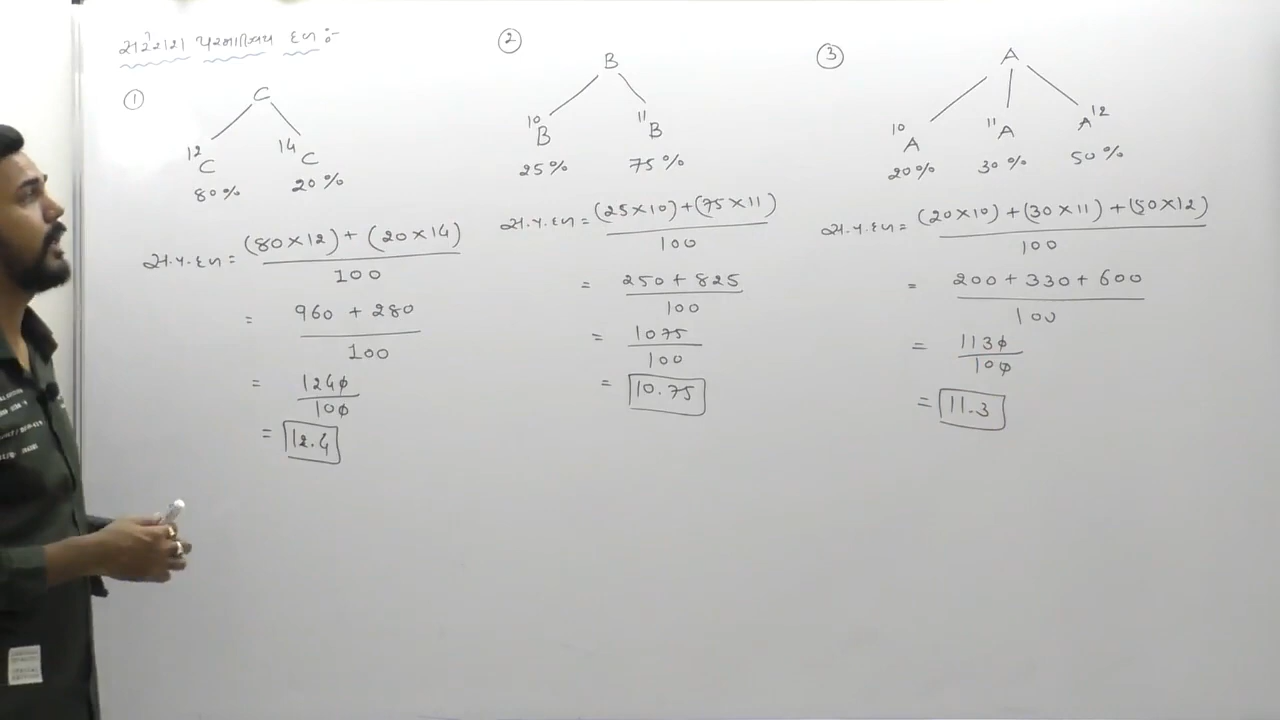 સરેરાશ પરમાણ્વિય દળ :-
①
C
12C 14C
80% 20%
સ.પ.દળ = (80×12) + (20×14) / 100
= 960 + 280 / 100
= 1240 / 100
= 12.4
②
B
10B 11B
25% 75%
સ.પ.દળ = (25×10)+(75×11) / 100
= 250 + 825 / 100
= 1075 / 100
= 10.75
③
A
10A 11A A12
20% 30% 50%
સ.પ.દળ = (20×10) + (30×11) + (50×12) / 100
= 200 + 330 + 600 / 100
= 1130 / 100
= 11.3